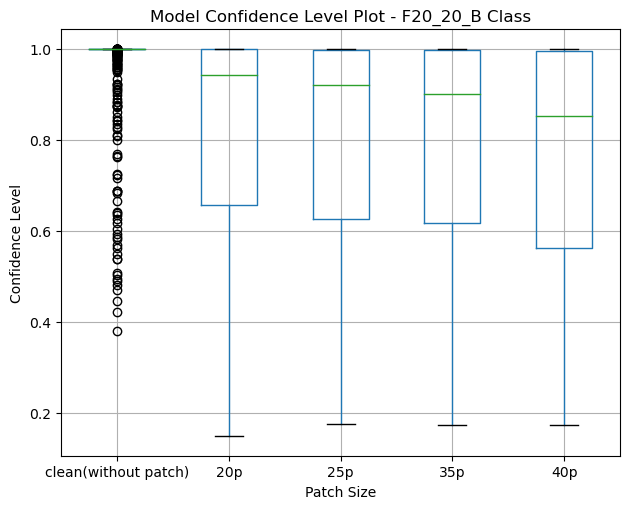 Model Confidence Level Plot - F20_20_B Class
Confidence Level
1.0
0.8
0.6
0.4
0.2
clean(without patch) 20p 25p 35p 40p
Patch Size